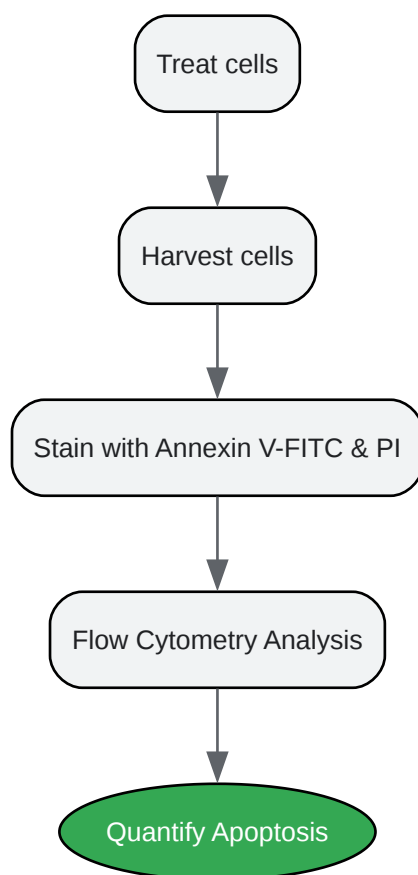 Treat cells
Harvest cells
Stain with Annexin V-FITC & PI
Flow Cytometry Analysis
Quantify Apoptosis